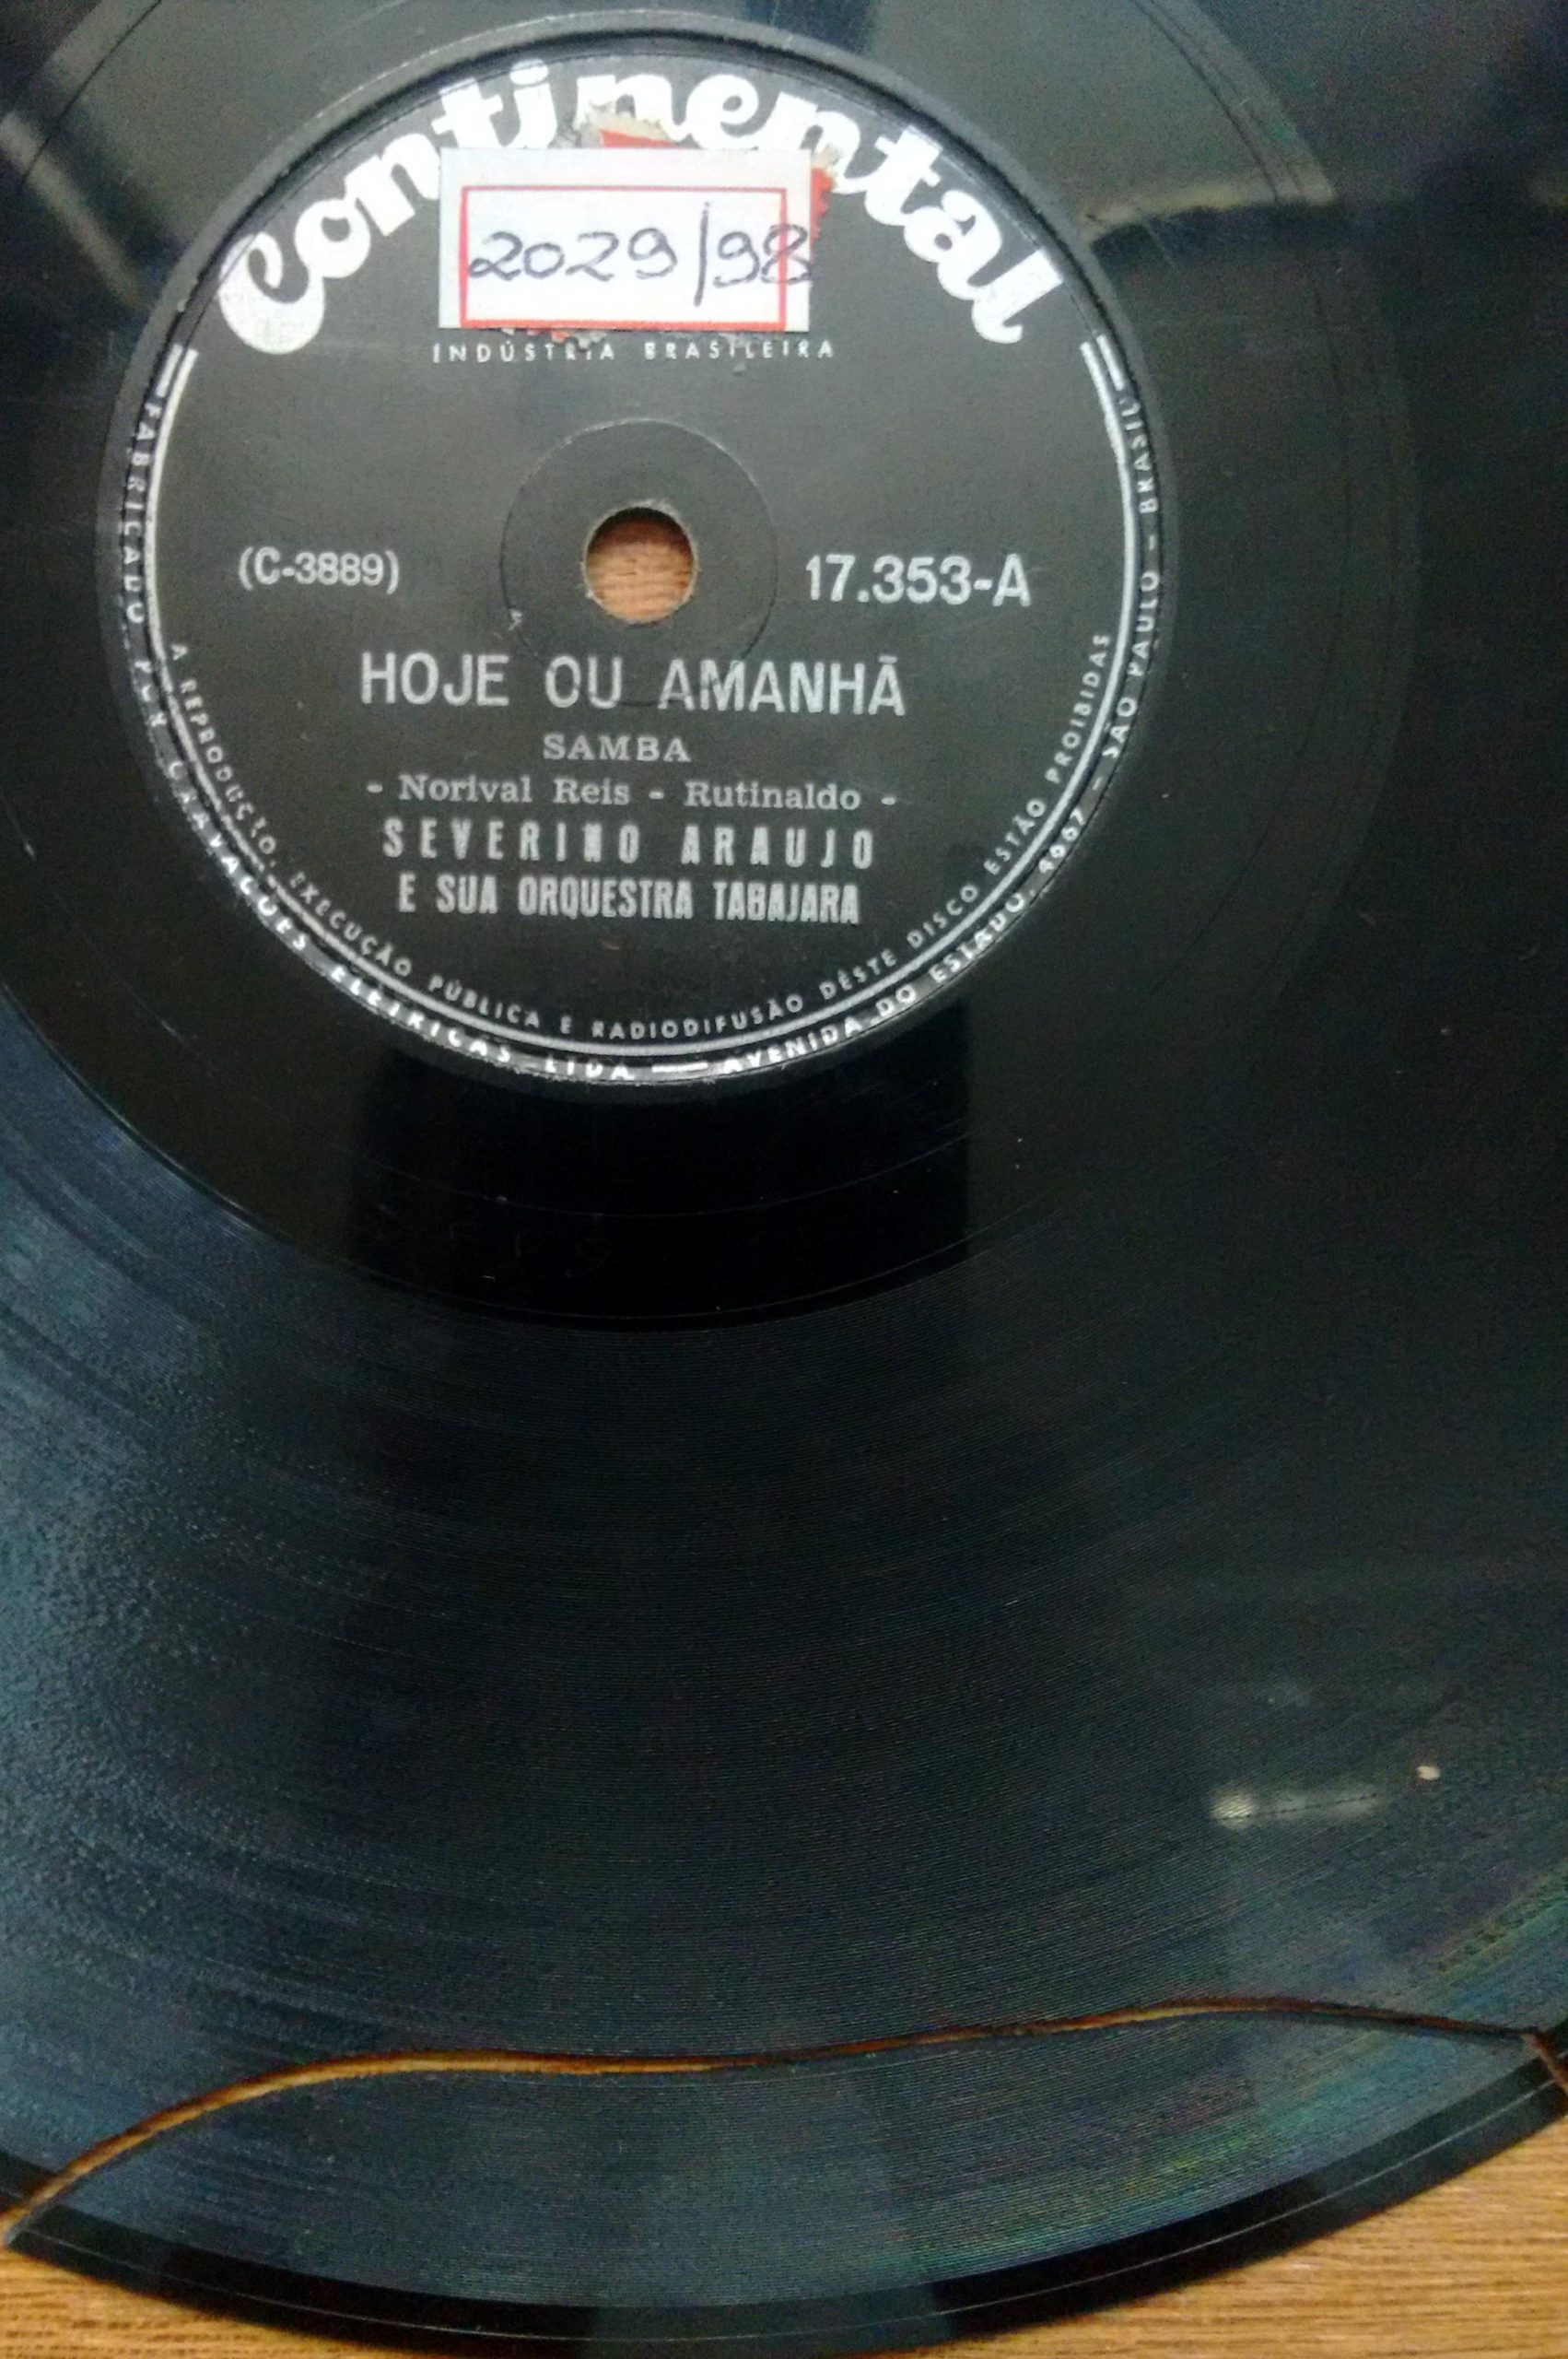 Continental
2029/98
INDÚSTRIA BRASILEIRA
(C-3889)
17.353-A
HOJE OU AMANHÃ
SAMBA
- Norival Reis - Rutinaldo -
SEVERINO ARAUJO
E SUA ORQUESTRA TABAJARA
A REPRODUÇÃO, EXECUÇÃO PÚBLICA E RADIODIFUSÃO DÊSTE DISCO ESTÃO PROIBIDAS
FABRICADO POR GRAVAÇÕES ELÉTRICAS LTDA. — AVENIDA DO ESTADO, 4667 - SÃO PAULO - BRASIL